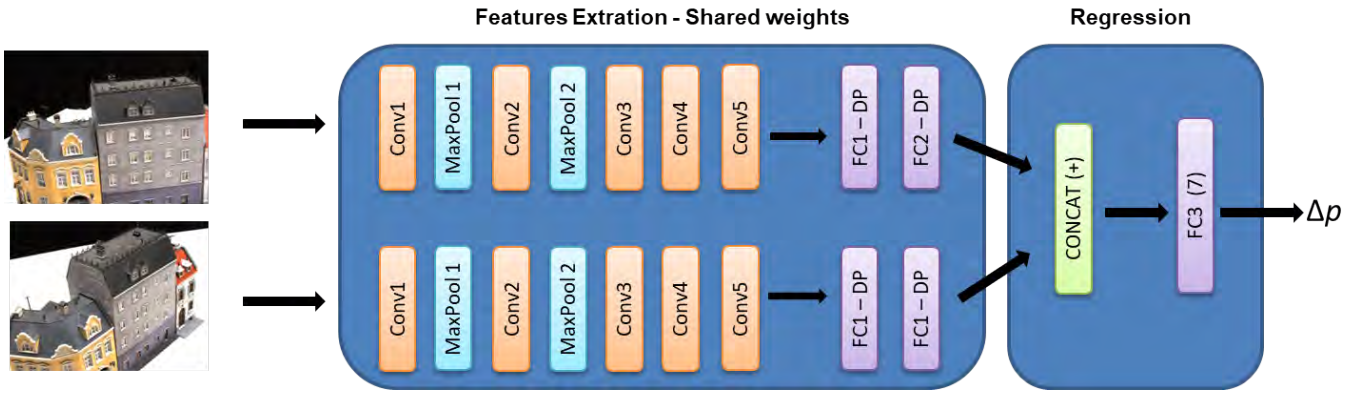 Features Extration - Shared weights
Regression
Conv1
MaxPool 1
Conv2
MaxPool 2
Conv3
Conv4
Conv5
FC1 – DP
FC2 – DP
Conv1
MaxPool 1
Conv2
MaxPool 2
Conv3
Conv4
Conv5
FC1 – DP
FC1 – DP
CONCAT (+)
FC3 (7)
Δp